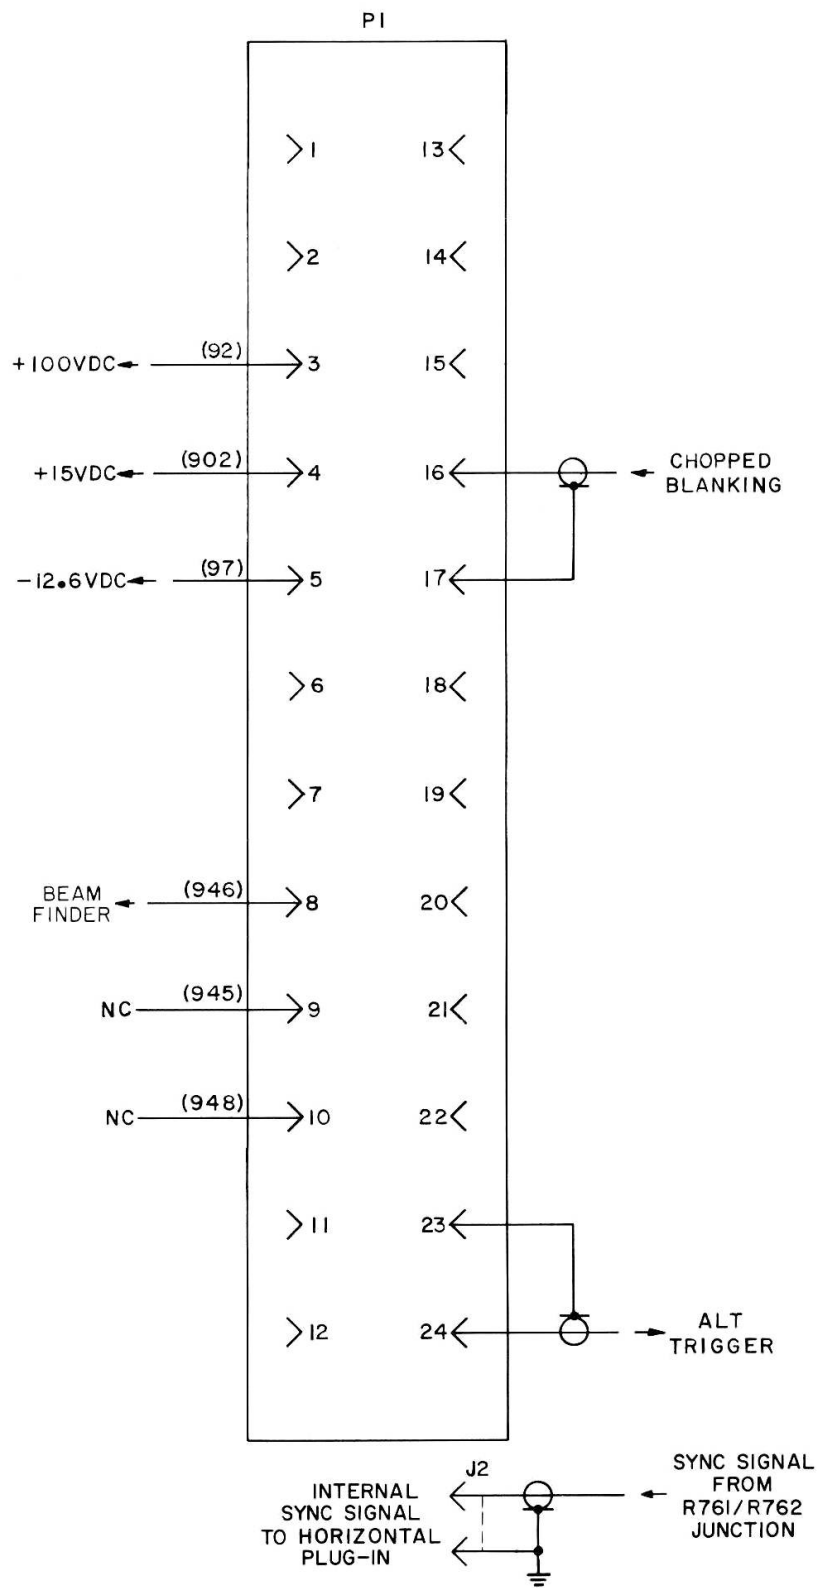 P1
1 13
2 14
+100VDC (92) 3 15
+15VDC (902) 4 16 CHOPPED
BLANKING
-12.6VDC (97) 5 17
6 18
7 19
BEAM
FINDER (946) 8 20
NC (945) 9 21
NC (948) 10 22
11 23
12 24 ALT
TRIGGER
J2
INTERNAL
SYNC SIGNAL
TO HORIZONTAL
PLUG-IN
SYNC SIGNAL
FROM
R761/R762
JUNCTION